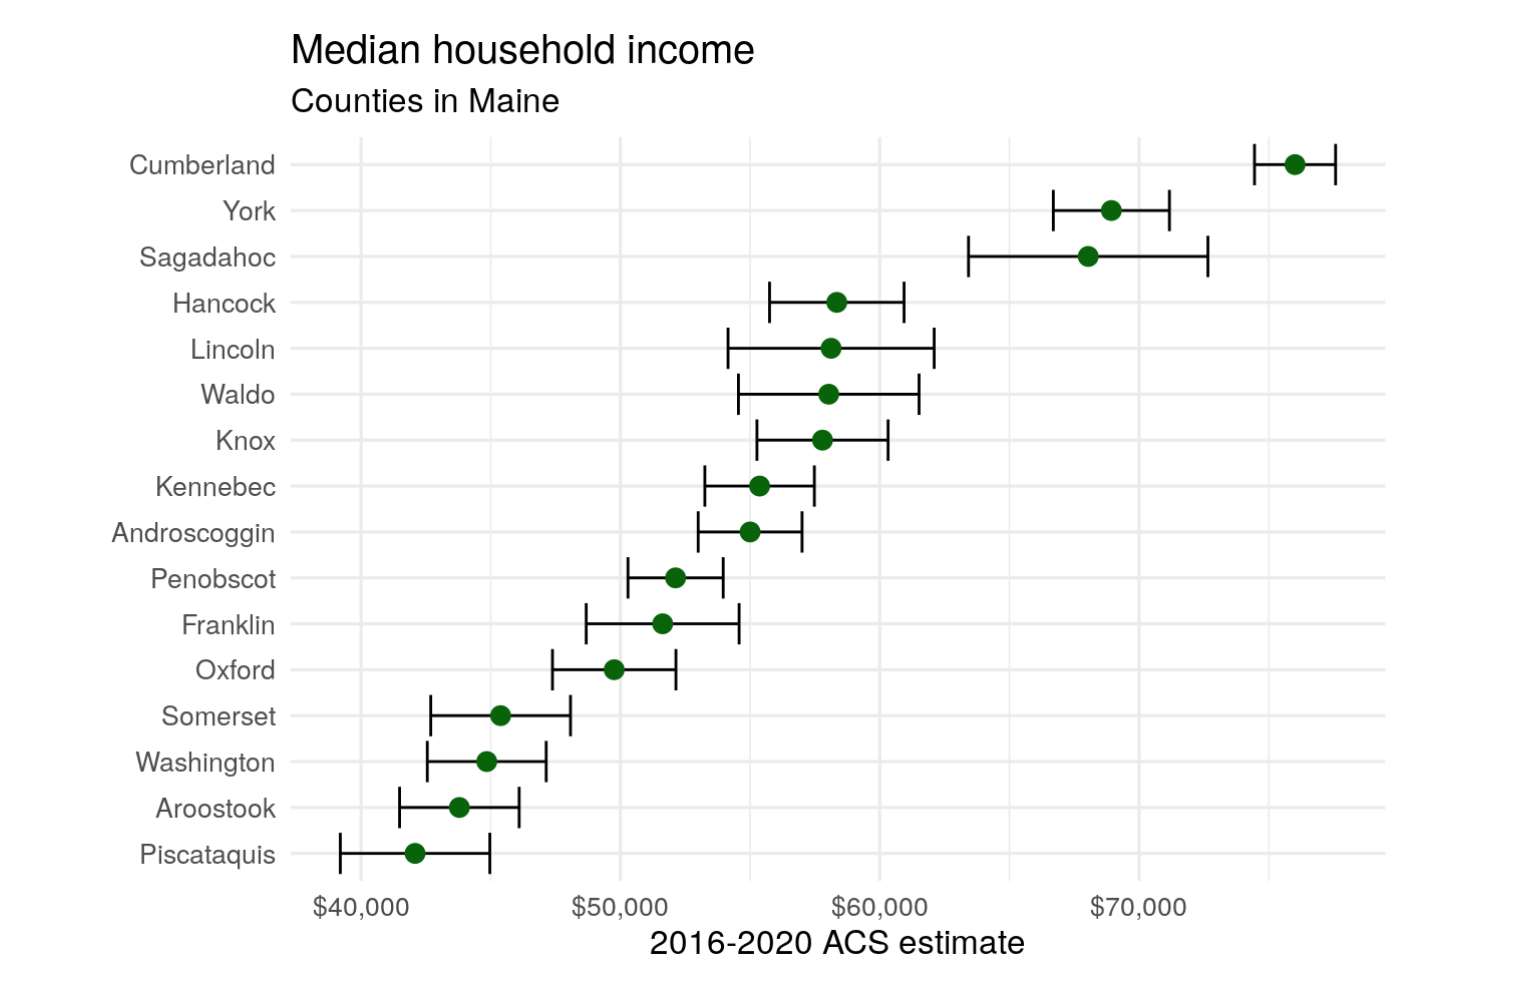 Median household income
Counties in Maine
Cumberland
York
Sagadahoc
Hancock
Lincoln
Waldo
Knox
Kennebec
Androscoggin
Penobscot
Franklin
Oxford
Somerset
Washington
Aroostook
Piscataquis
$40,000 $50,000 $60,000 $70,000
2016-2020 ACS estimate